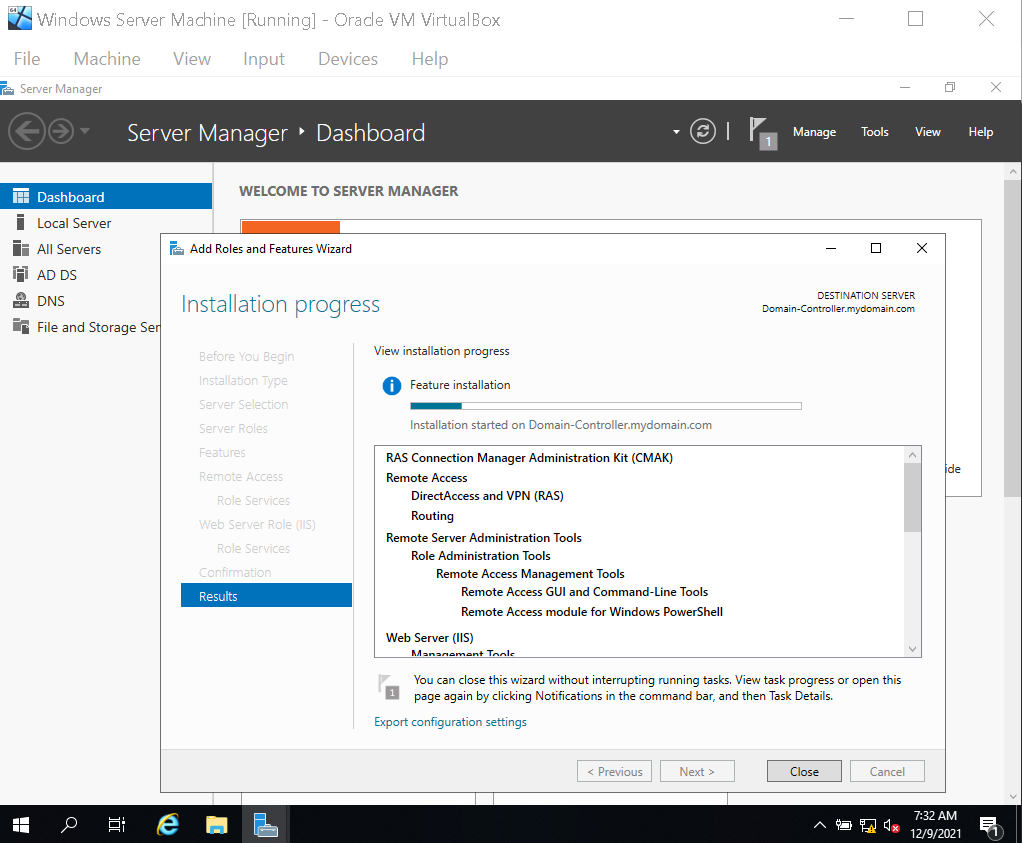 Windows Server Machine [Running] - Oracle VM VirtualBox
File Machine View Input Devices Help
Server Manager
Server Manager • Dashboard
1 Manage Tools View Help
Dashboard
Local Server
All Servers
AD DS
DNS
File and Storage Ser
WELCOME TO SERVER MANAGER
Add Roles and Features Wizard
Installation progress
DESTINATION SERVER
Domain-Controller.mydomain.com
Before You Begin
Installation Type
Server Selection
Server Roles
Features
Remote Access
Role Services
Web Server Role (IIS)
Role Services
Confirmation
Results
View installation progress
Feature installation
Installation started on Domain-Controller.mydomain.com
RAS Connection Manager Administration Kit (CMAK)
Remote Access
DirectAccess and VPN (RAS)
Routing
Remote Server Administration Tools
Role Administration Tools
Remote Access Management Tools
Remote Access GUI and Command-Line Tools
Remote Access module for Windows PowerShell
Web Server (IIS)
Management Tools
ide
1
You can close this wizard without interrupting running tasks. View task progress or open this
page again by clicking Notifications in the command bar, and then Task Details.
Export configuration settings
< Previous Next > Close Cancel
7:32 AM
12/9/2021
1